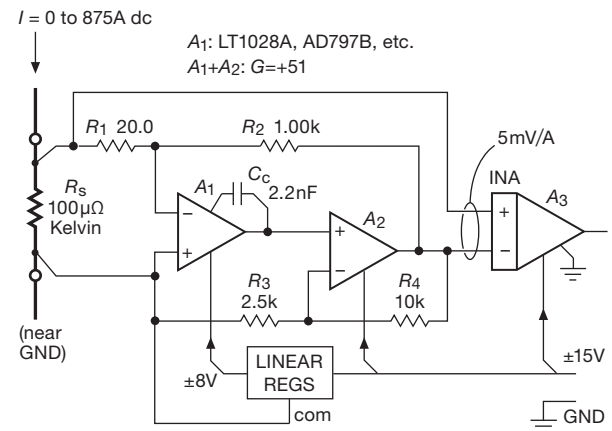 I = 0 to 875A dc
A1: LT1028A, AD797B, etc.
A1+A2: G=+51
R1 20.0
R2 1.00k
5mV/A
Rs
100μΩ
Kelvin
A1
Cc
2.2nF
INA
A2
A3
+
−
−
+
+
−
R3
2.5k
R4
10k
(near
GND)
±8V
LINEAR
REGS
com
±15V
GND